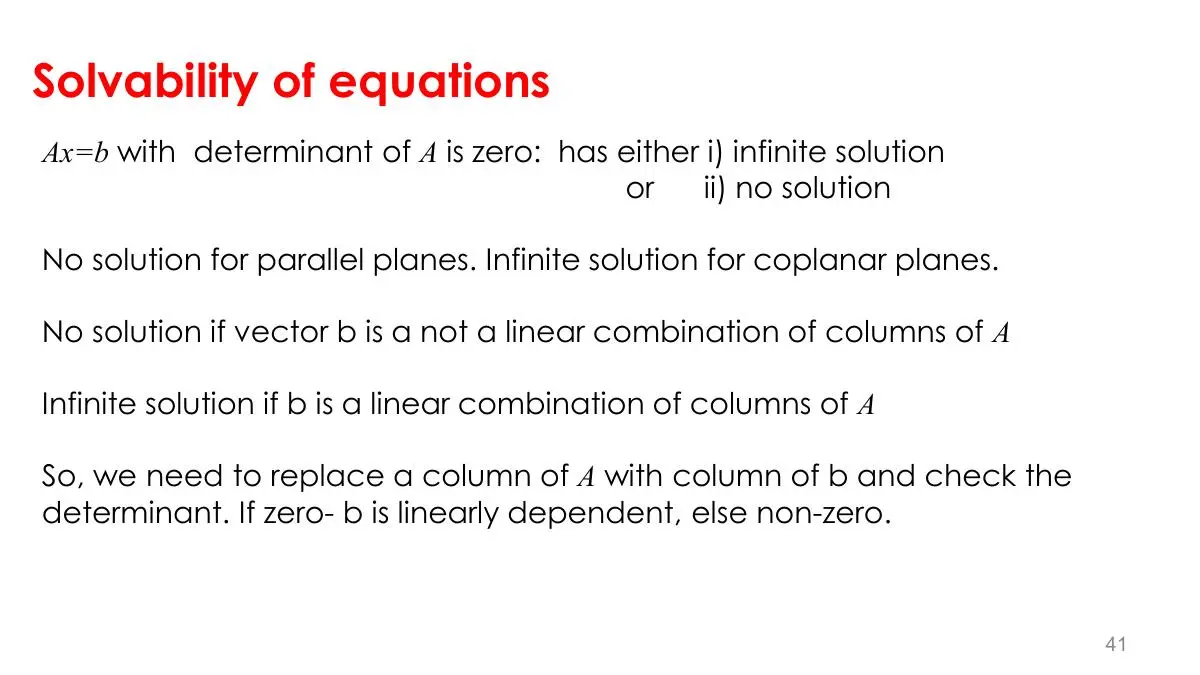 Solvability of equations
Ax=b with determinant of A is zero: has either i) infinite solution
or ii) no solution
No solution for parallel planes. Infinite solution for coplanar planes.
No solution if vector b is a not a linear combination of columns of A
Infinite solution if b is a linear combination of columns of A
So, we need to replace a column of A with column of b and check the
determinant. If zero- b is linearly dependent, else non-zero.
41